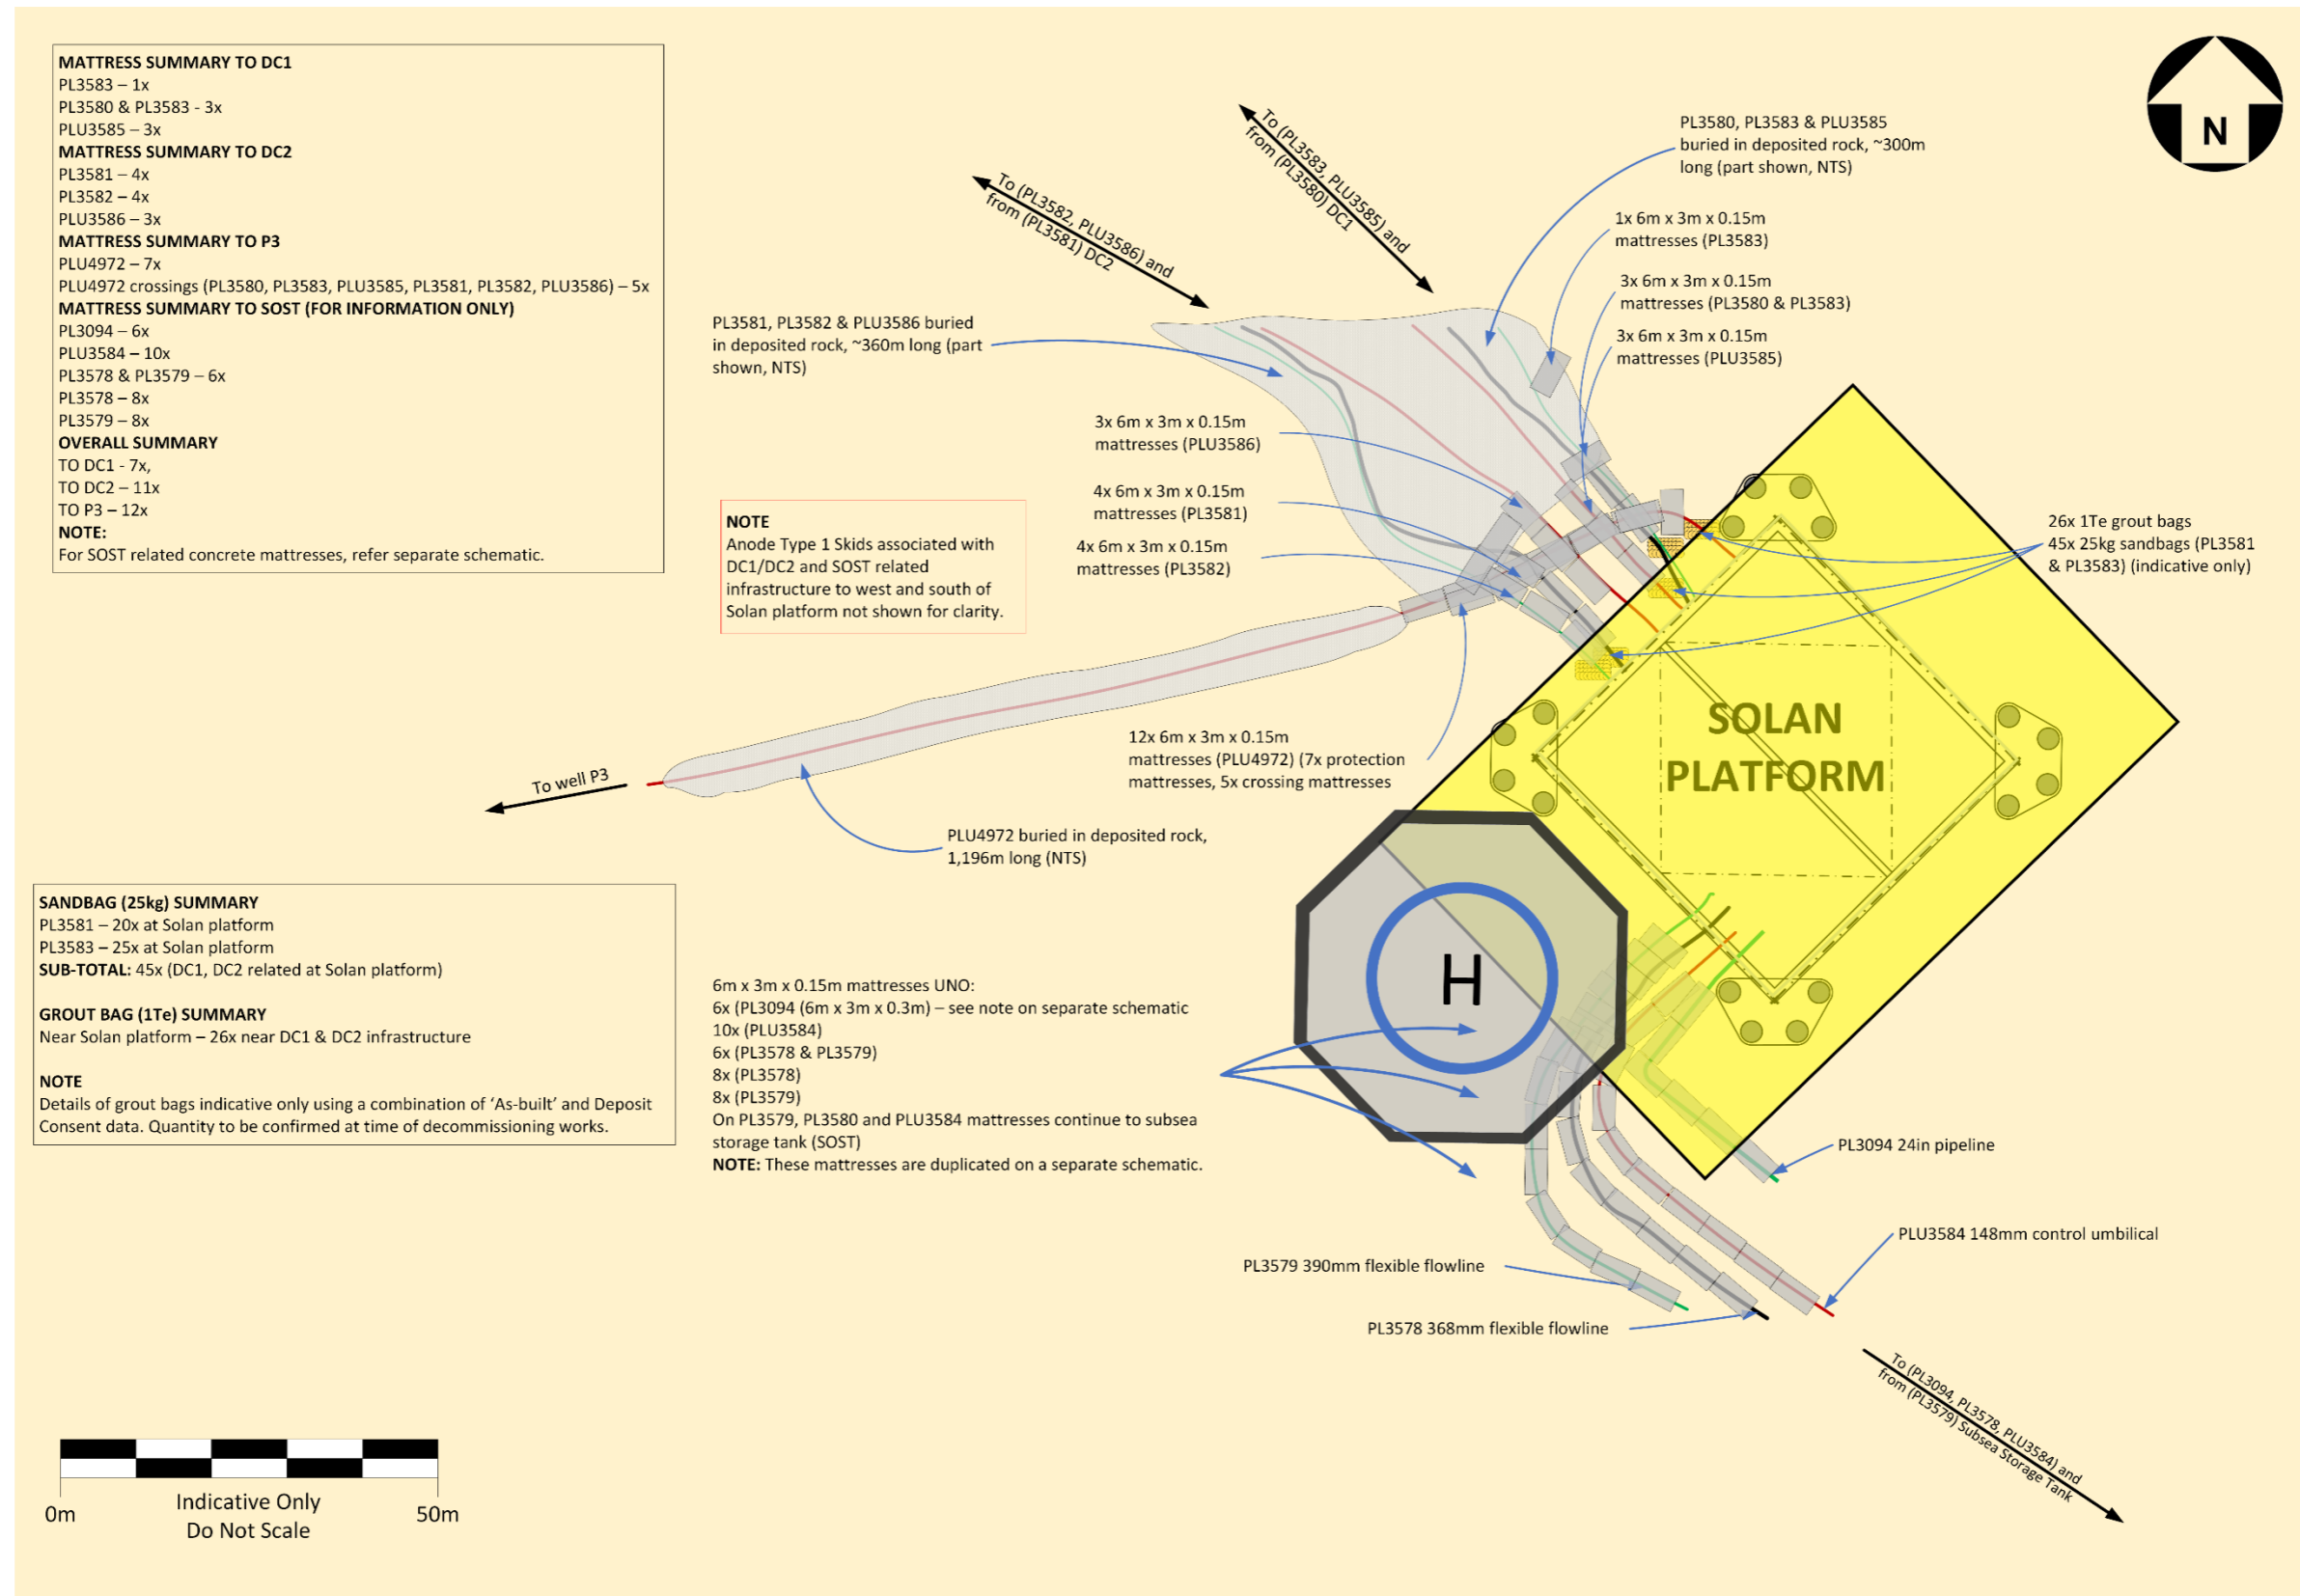 MATTRESS SUMMARY TO DC1
PL3583 – 1x
PL3580 & PL3583 - 3x
PLU3585 – 3x
MATTRESS SUMMARY TO DC2
PL3581 – 4x
PL3582 – 4x
PLU3586 – 3x
MATTRESS SUMMARY TO P3
PLU4972 – 7x
PLU4972 crossings (PL3580, PL3583, PLU3585, PL3581, PL3582, PLU3586) – 5x
MATTRESS SUMMARY TO SOST (FOR INFORMATION ONLY)
PL3094 – 6x
PLU3584 – 10x
PL3578 & PL3579 – 6x
PL3578 – 8x
PL3579 – 8x
OVERALL SUMMARY
TO DC1 - 7x,
TO DC2 – 11x
TO P3 – 12x
NOTE:
For SOST related concrete mattresses, refer separate schematic.
To (PL3583, PLU3585) and
from (PL3580) DC1
To (PL3582, PLU3586) and
from (PL3581) DC2
PL3580, PL3583 & PLU3585
buried in deposited rock, ~300m
long (part shown, NTS)
N
1x 6m x 3m x 0.15m
mattresses (PL3583)
3x 6m x 3m x 0.15m
mattresses (PL3580 & PL3583)
3x 6m x 3m x 0.15m
mattresses (PLU3585)
PL3581, PL3582 & PLU3586 buried
in deposited rock, ~360m long (part
shown, NTS)
3x 6m x 3m x 0.15m
mattresses (PLU3586)
4x 6m x 3m x 0.15m
mattresses (PL3581)
4x 6m x 3m x 0.15m
mattresses (PL3582)
NOTE
Anode Type 1 Skids associated with
DC1/DC2 and SOST related
infrastructure to west and south of
Solan platform not shown for clarity.
26x 1Te grout bags
45x 25kg sandbags (PL3581
& PL3583) (indicative only)
SOLAN
PLATFORM
12x 6m x 3m x 0.15m
mattresses (PLU4972) (7x protection
mattresses, 5x crossing mattresses
To well P3
PLU4972 buried in deposited rock,
1,196m long (NTS)
SANDBAG (25kg) SUMMARY
PL3581 – 20x at Solan platform
PL3583 – 25x at Solan platform
SUB-TOTAL: 45x (DC1, DC2 related at Solan platform)
GROUT BAG (1Te) SUMMARY
Near Solan platform – 26x near DC1 & DC2 infrastructure
NOTE
Details of grout bags indicative only using a combination of ‘As-built’ and Deposit
Consent data. Quantity to be confirmed at time of decommissioning works.
6m x 3m x 0.15m mattresses UNO:
6x (PL3094 (6m x 3m x 0.3m) – see note on separate schematic
10x (PLU3584)
6x (PL3578 & PL3579)
8x (PL3578)
8x (PL3579)
On PL3579, PL3580 and PLU3584 mattresses continue to subsea
storage tank (SOST)
NOTE: These mattresses are duplicated on a separate schematic.
H
PL3094 24in pipeline
PLU3584 148mm control umbilical
PL3579 390mm flexible flowline
PL3578 368mm flexible flowline
To (PL3094, PL3578, PLU3584) and
from (PL3579) Subsea Storage Tank
0m
Indicative Only
Do Not Scale
50m